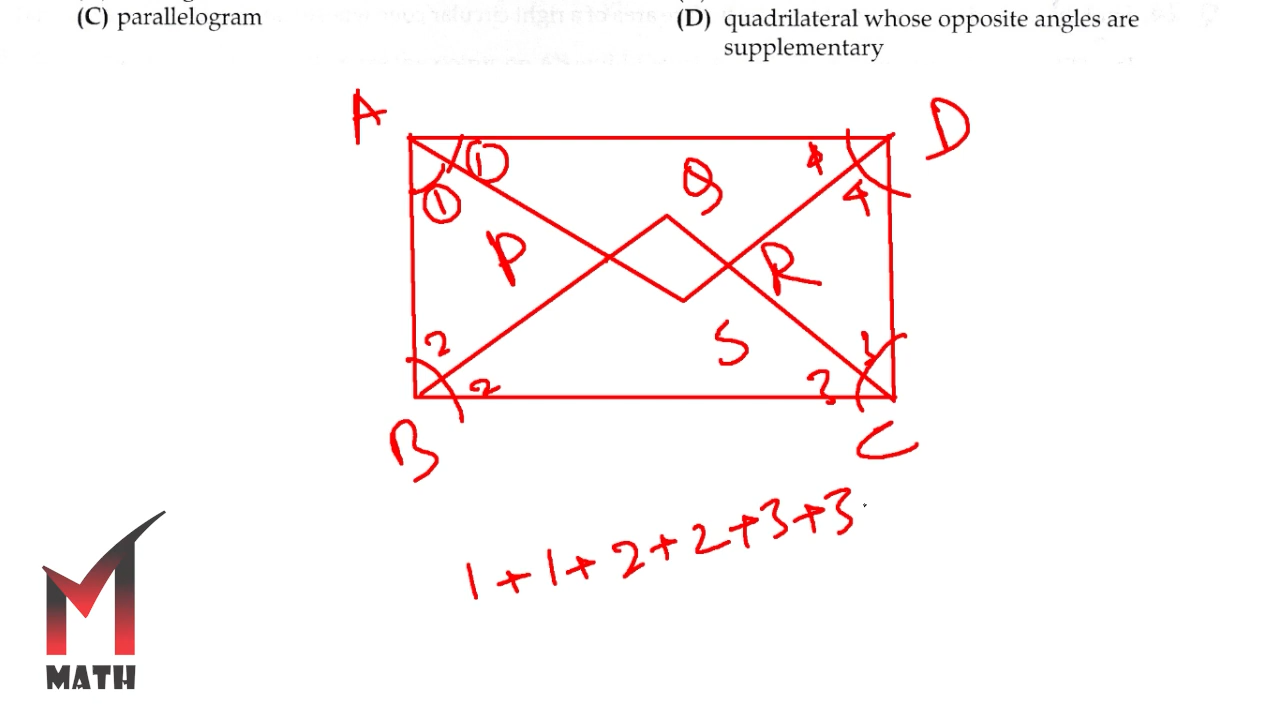 (C) parallelogram
(D) quadrilateral whose opposite angles are
supplementary
A
D
1
1
4
4
Q
P
R
S
2
2
3
3
B
C
1+1+2+2+3+3
MATH